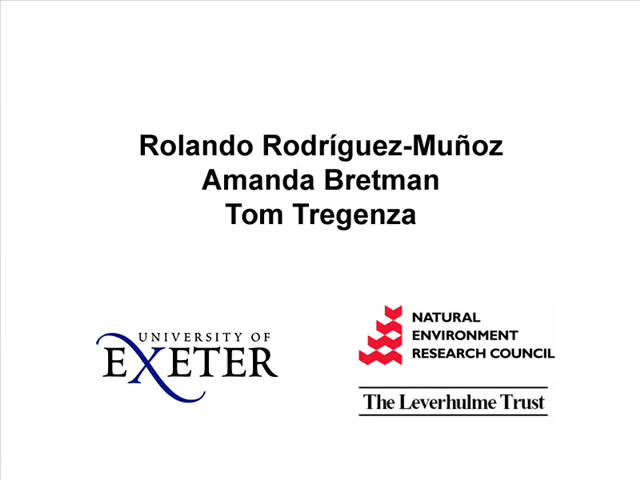 Rolando Rodríguez-Muñoz
Amanda Bretman
Tom Tregenza
UNIVERSITY OF
EXETER
NATURAL
ENVIRONMENT
RESEARCH COUNCIL
The Leverhulme Trust